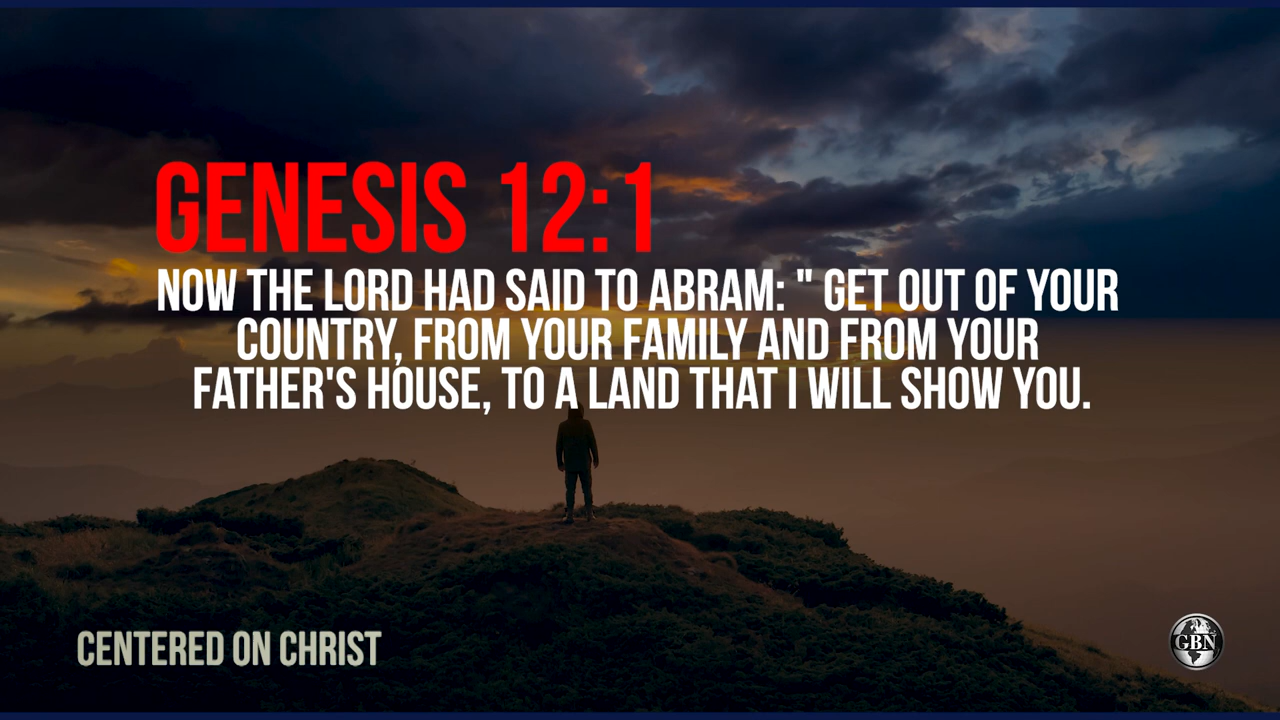 GENESIS 12:1
NOW THE LORD HAD SAID TO ABRAM: " GET OUT OF YOUR
COUNTRY, FROM YOUR FAMILY AND FROM YOUR
FATHER'S HOUSE, TO A LAND THAT I WILL SHOW YOU.
CENTERED ON CHRIST
GBN